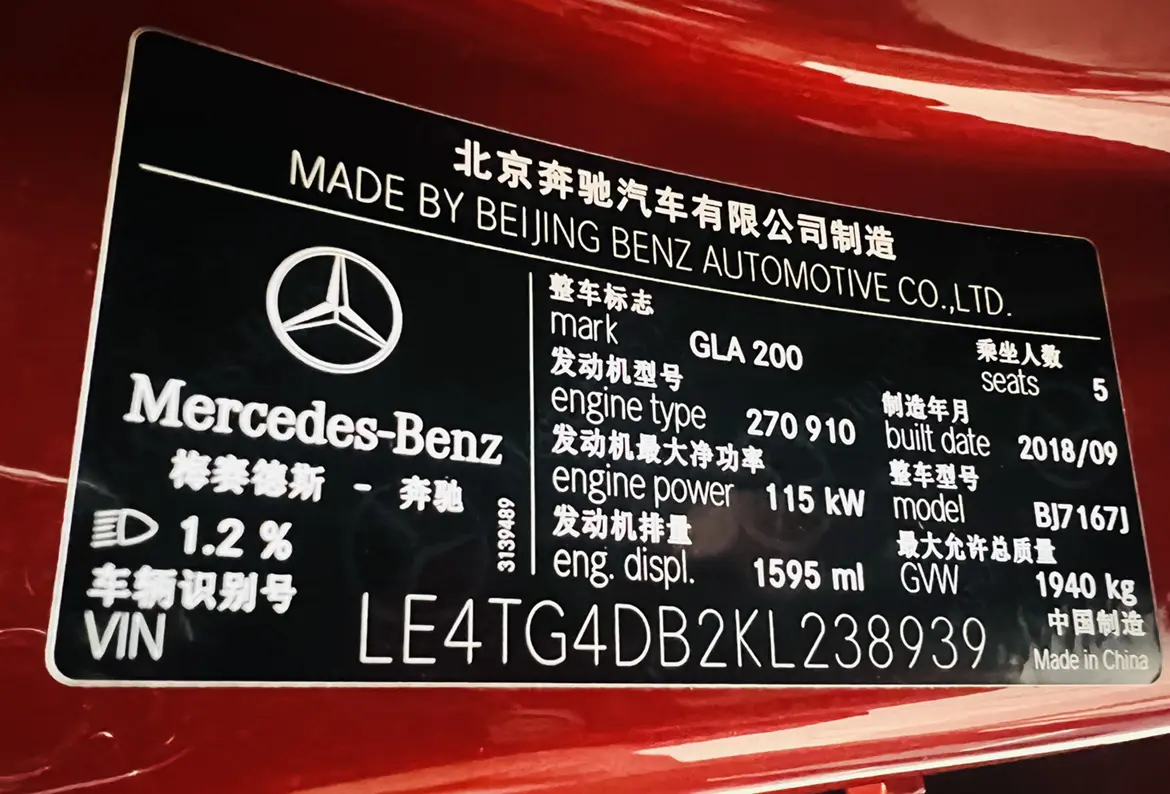 北京奔驰汽车有限公司制造
MADE BY BEIJING BENZ AUTOMOTIVE CO.,LTD.
Mercedes-Benz
梅赛德斯 - 奔驰
1.2 %
3139489
整车标志
mark GLA 200
乘坐人数
seats 5
发动机型号
engine type 270 910
制造年月
built date 2018/09
发动机最大净功率
engine power 115 kW
整车型号
model BJ7167J
发动机排量
eng. displ. 1595 ml
最大允许总质量
GVW 1940 kg
车辆识别号
VIN LE4TG4DB2KL238939
中国制造
Made in China